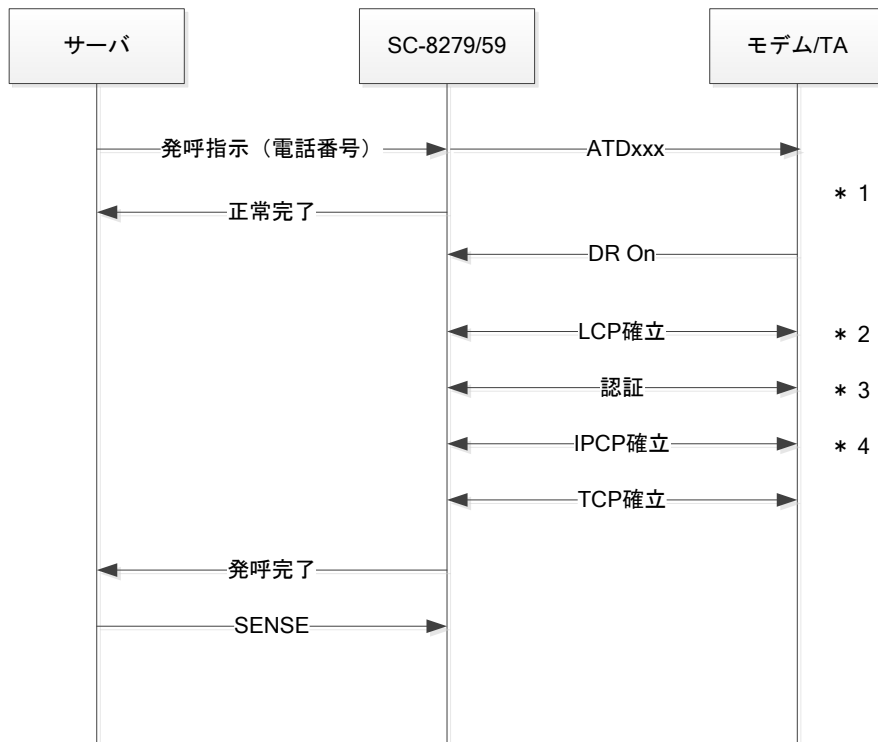 サーバ
SC-8279/59
モデム/TA
発呼指示（電話番号）
ATDxxx
＊1
正常完了
DR On
LCP確立
＊2
認証
＊3
IPCP確立
＊4
TCP確立
発呼完了
SENSE